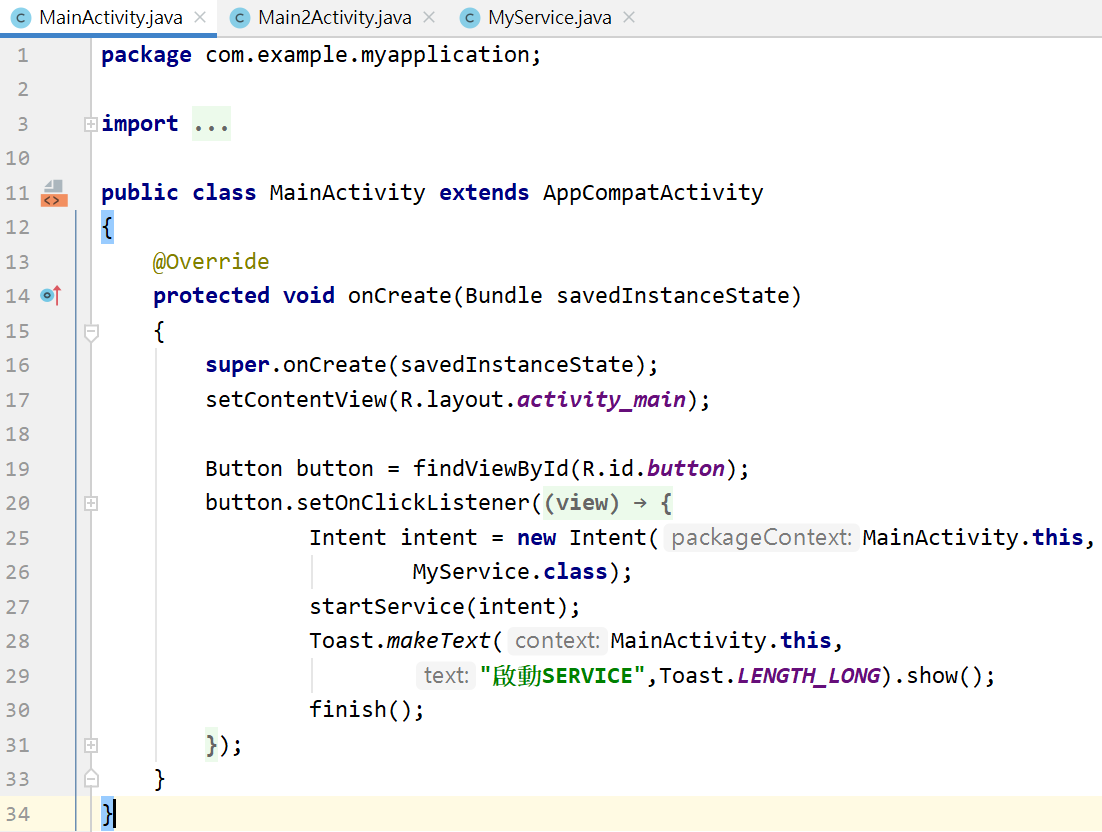 MainActivity.java Main2Activity.java MyService.java
1 package com.example.myapplication;
2
3 import ...
10
11 public class MainActivity extends AppCompatActivity
12 {
13 @Override
14 protected void onCreate(Bundle savedInstanceState)
15 {
16 super.onCreate(savedInstanceState);
17 setContentView(R.layout.activity_main);
18
19 Button button = findViewById(R.id.button);
20 button.setOnClickListener((view) → {
25 Intent intent = new Intent( packageContext: MainActivity.this,
26 MyService.class);
27 startService(intent);
28 Toast.makeText( context: MainActivity.this,
29 text: "啟動SERVICE",Toast.LENGTH_LONG).show();
30 finish();
31 });
33 }
34 }